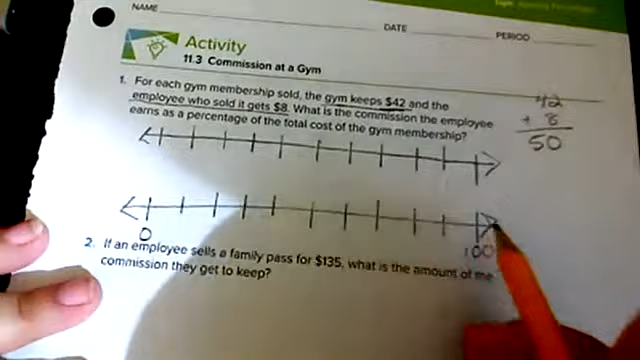 NAME
DATE
PERIOD
Activity
11.3 Commission at a Gym
1. For each gym membership sold, the gym keeps $42 and the
employee who sold it gets $8. What is the commission the employee
earns as a percentage of the total cost of the gym membership?
42
+ 8
50
0
100
2. If an employee sells a family pass for $135, what is the amount of the
commission they get to keep?